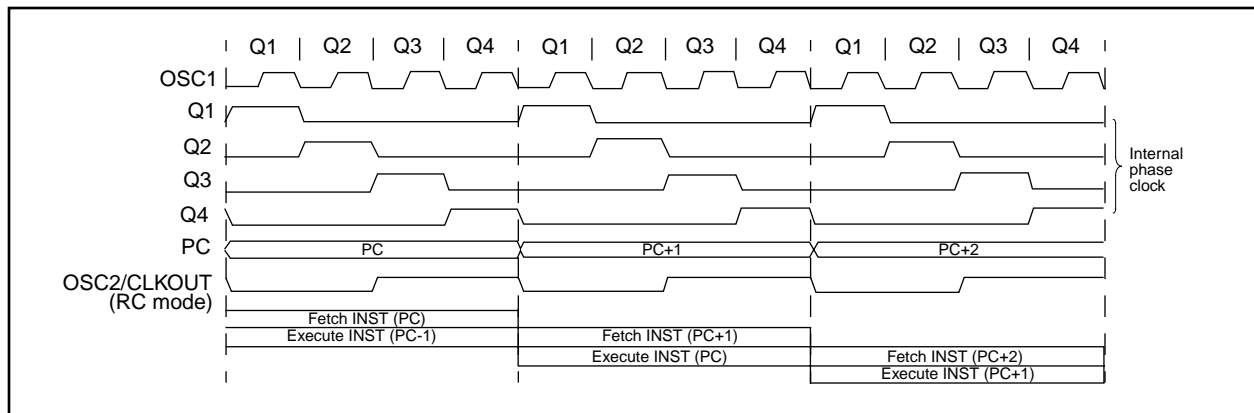 Q1 | Q2 | Q3 | Q4 | Q1 | Q2 | Q3 | Q4 | Q1 | Q2 | Q3 | Q4
OSC1
Q1
Q2
Q3
Q4
Internal
phase
clock
PC PC PC+1 PC+2
OSC2/CLKOUT
(RC mode)
Fetch INST (PC)
Execute INST (PC-1) Fetch INST (PC+1)
Execute INST (PC) Fetch INST (PC+2)
Execute INST (PC+1)